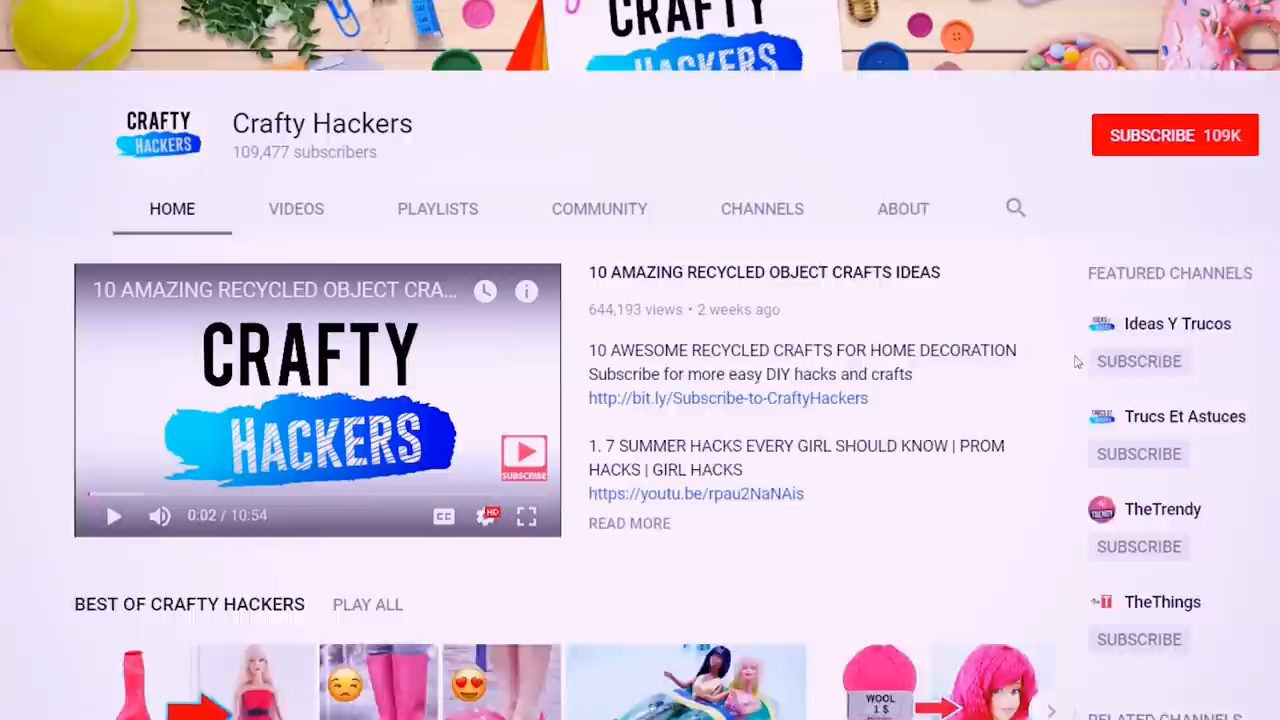 CRAFTY
HACKERS
CRAFTY
HACKERS
Crafty Hackers
109,477 subscribers
SUBSCRIBE 109K
HOME
VIDEOS
PLAYLISTS
COMMUNITY
CHANNELS
ABOUT
10 AMAZING RECYCLED OBJECT CRA...
CRAFTY
HACKERS
SUBSCRIBE
0:02 / 10:54
CC
HD
10 AMAZING RECYCLED OBJECT CRAFTS IDEAS
644,193 views • 2 weeks ago
10 AWESOME RECYCLED CRAFTS FOR HOME DECORATION
Subscribe for more easy DIY hacks and crafts
http://bit.ly/Subscribe-to-CraftyHackers
1. 7 SUMMER HACKS EVERY GIRL SHOULD KNOW | PROM
HACKS | GIRL HACKS
https://youtu.be/rpau2NaNAis
READ MORE
FEATURED CHANNELS
Ideas Y Trucos
SUBSCRIBE
Trucs Et Astuces
SUBSCRIBE
TheTrendy
SUBSCRIBE
TheThings
SUBSCRIBE
RELATED CHANNELS
BEST OF CRAFTY HACKERS
PLAY ALL
WOOL
1 $